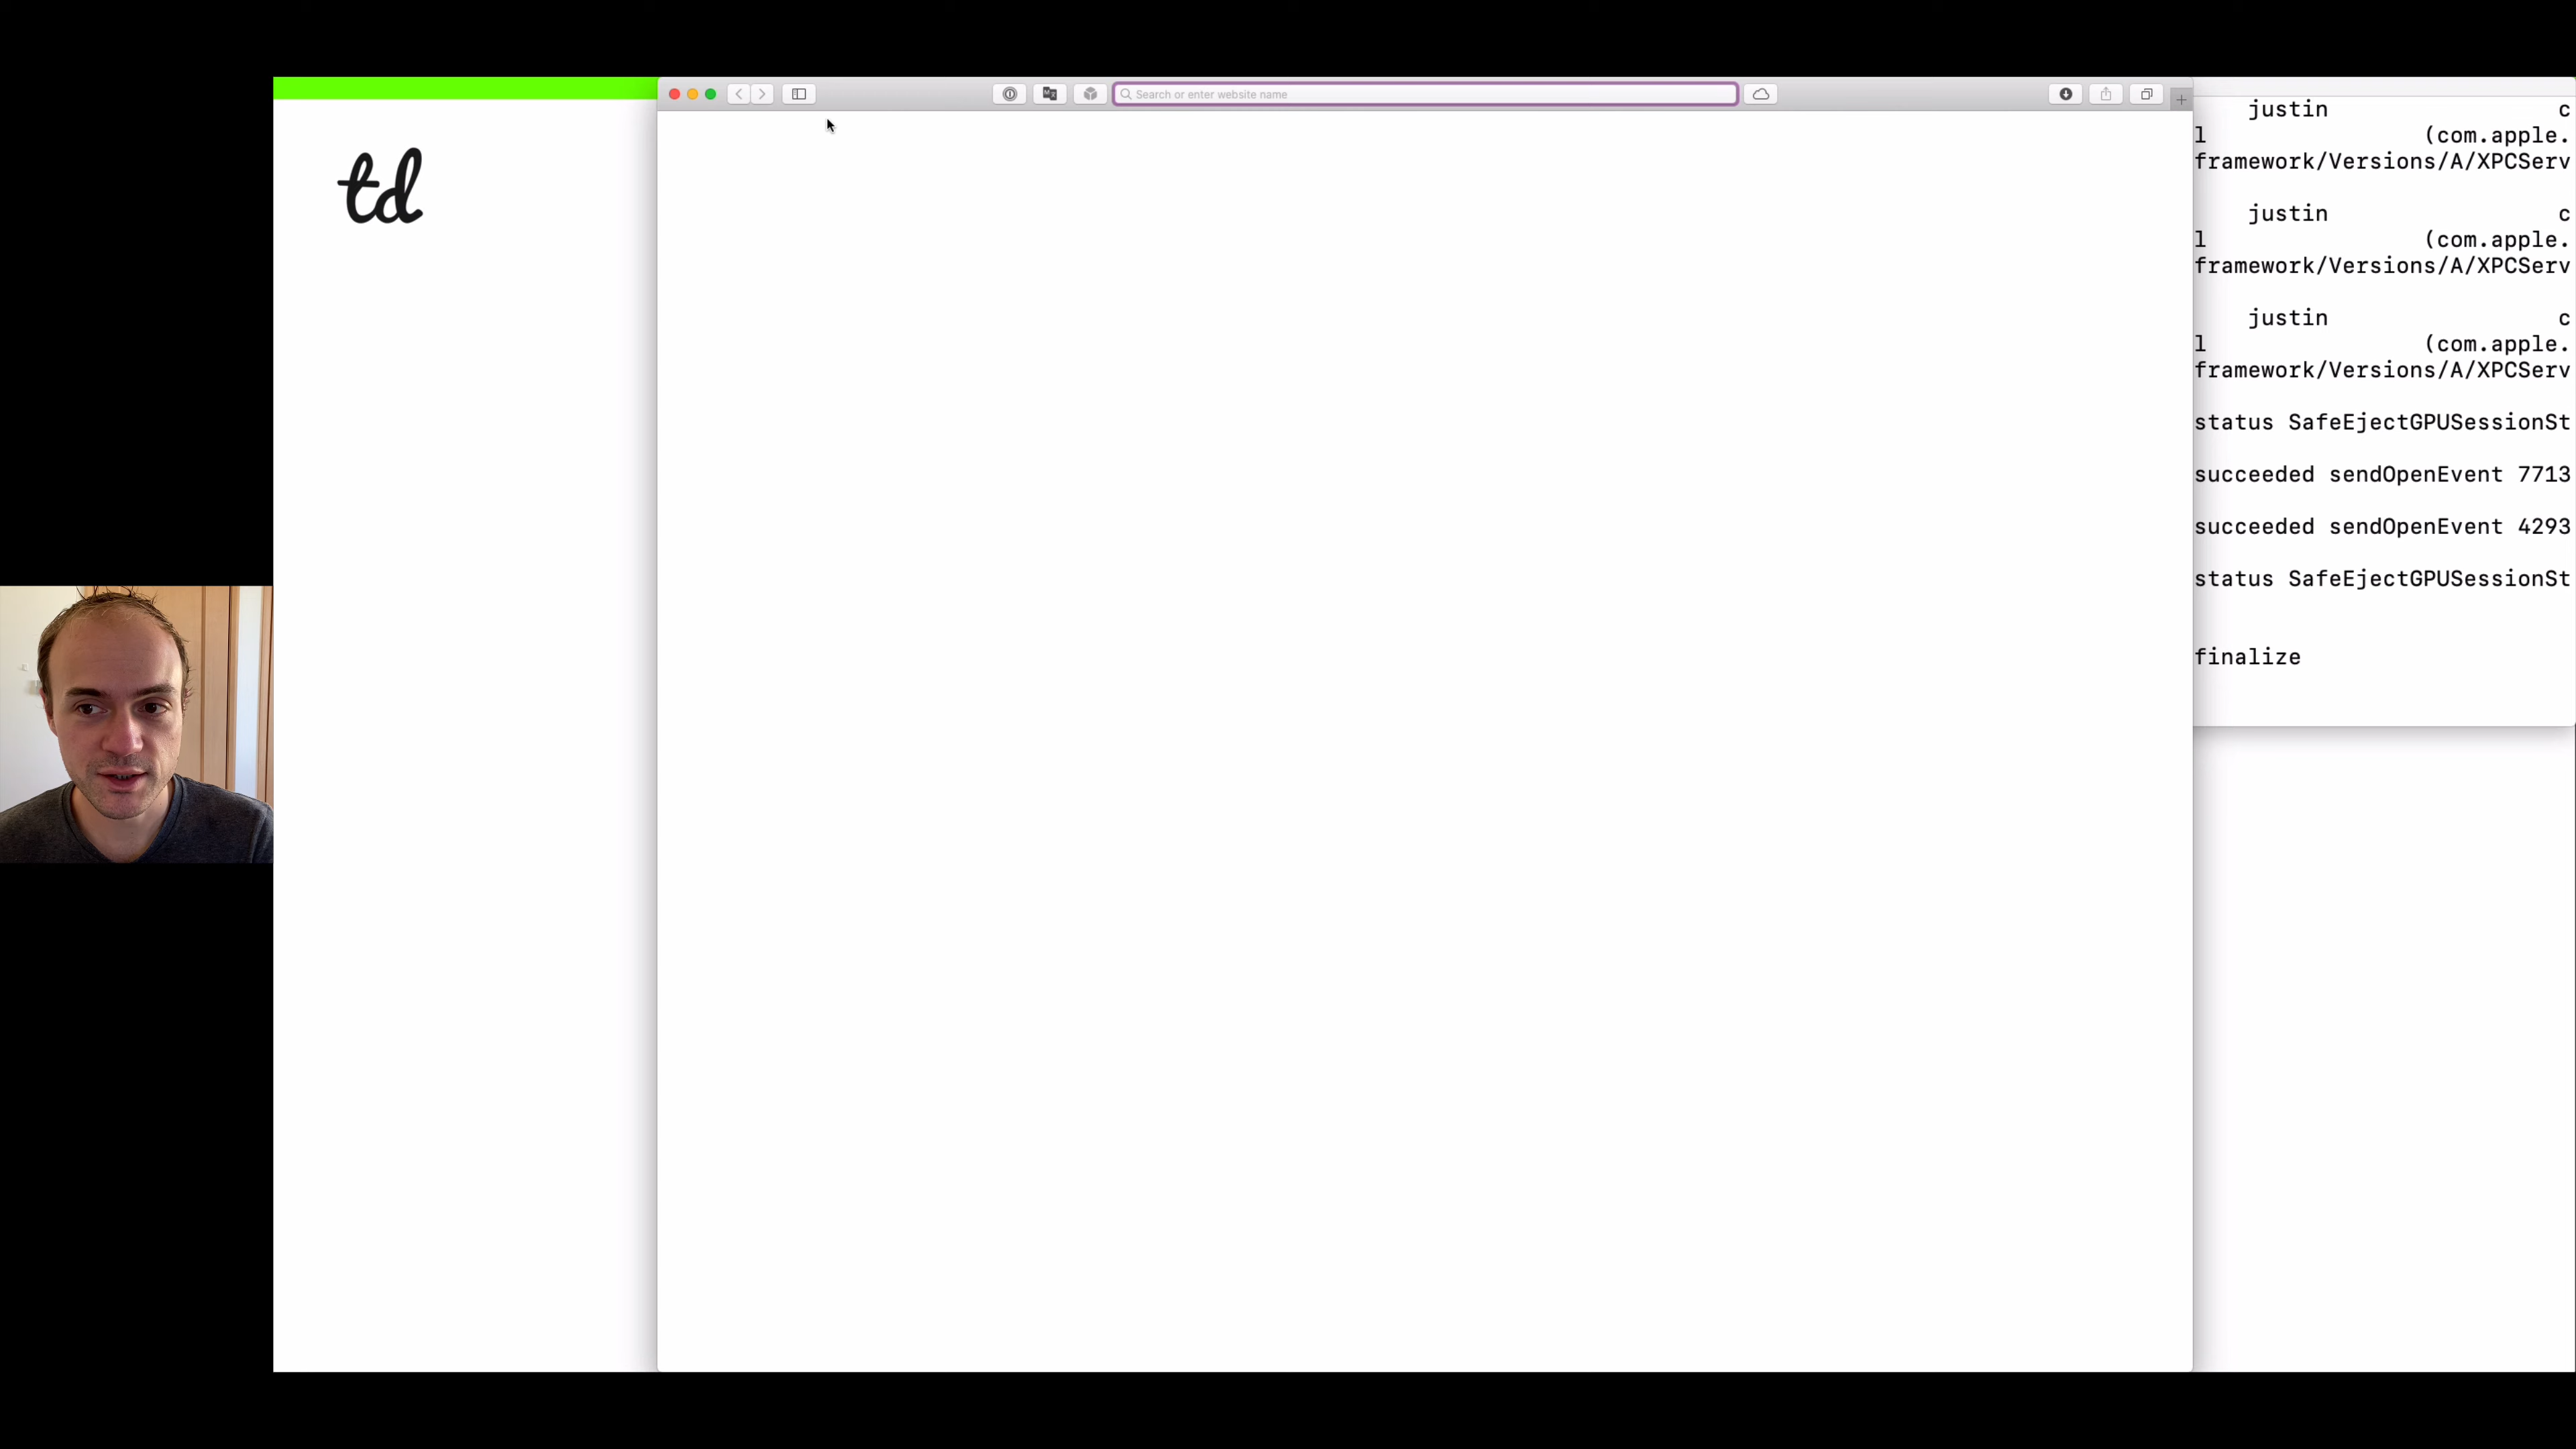 td
Search or enter website name
justin c
l (com.apple.
framework/Versions/A/XPCServ
justin c
l (com.apple.
framework/Versions/A/XPCServ
justin c
l (com.apple.
framework/Versions/A/XPCServ
status SafeEjectGPUSessionSt
succeeded sendOpenEvent 7713
succeeded sendOpenEvent 4293
status SafeEjectGPUSessionSt
finalize